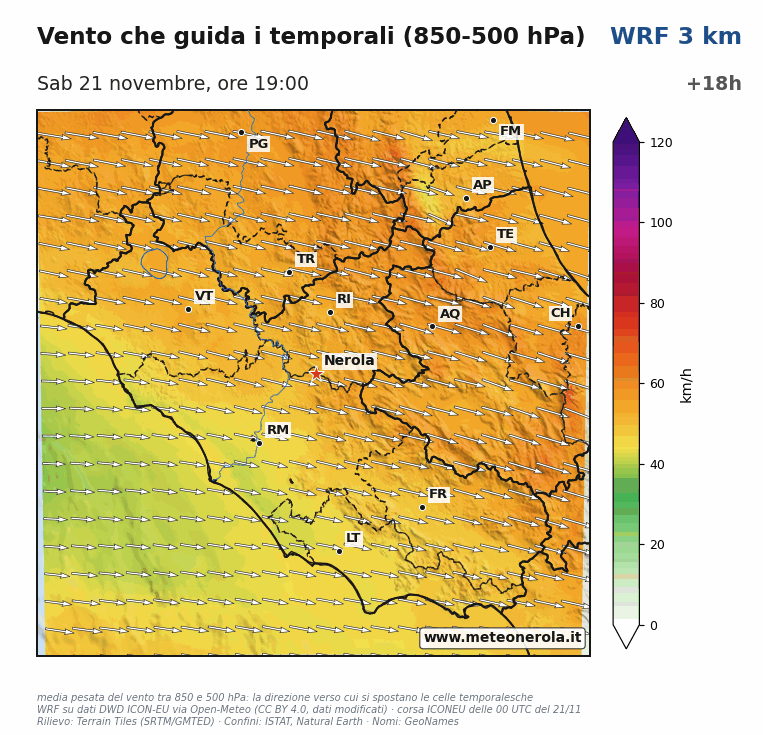 Vento che guida i temporali (850-500 hPa) WRF 3 km
Sab 21 novembre, ore 19:00 +18h
FM
PG
AP
TE
TR
VT
RI
AQ
CH
Nerola
RM
FR
LT
www.meteonerola.it
120
100
80
60
40
20
0
km/h
media pesata del vento tra 850 e 500 hPa: la direzione verso cui si spostano le celle temporalesche
WRF su dati DWD ICON-EU via Open-Meteo (CC BY 4.0, dati modificati) · corsa ICONEU delle 00 UTC del 21/11
Rilievo: Terrain Tiles (SRTM/GMTED) · Confini: ISTAT, Natural Earth · Nomi: GeoNames